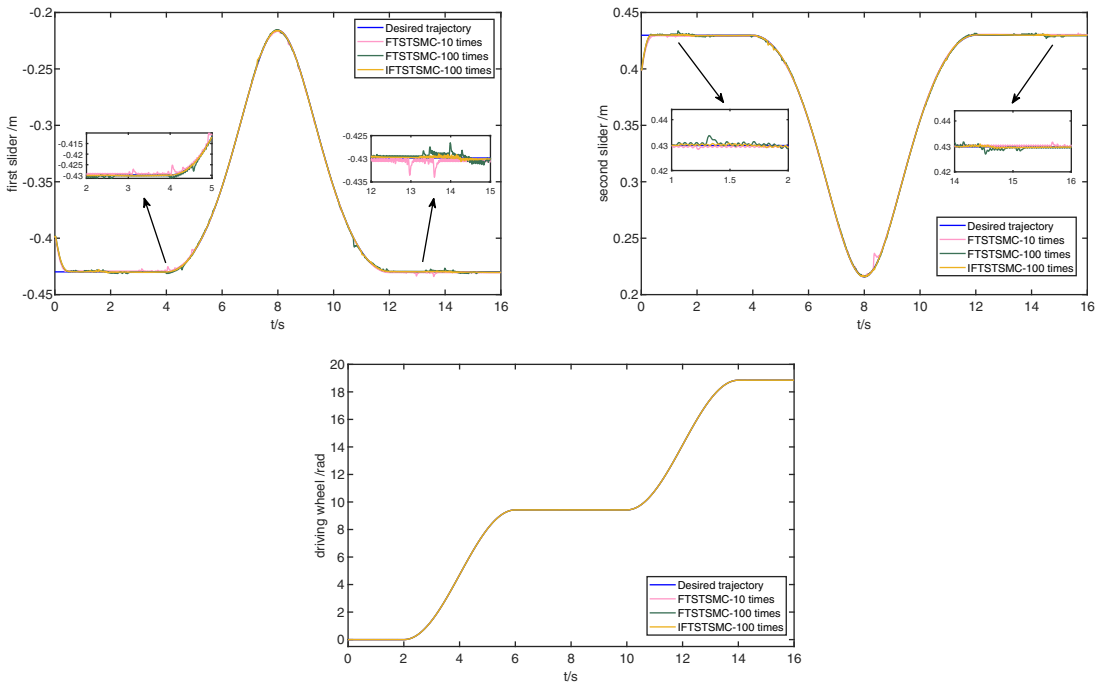 -0.2
-0.25
-0.3
-0.35
-0.4
-0.45
first slider /m
0 2 4 6 8 10 12 14 16
t/s
Desired trajectory
FTSTSMC-10 times
FTSTSMC-100 times
IFTSTSMC-100 times
-0.415
-0.42
-0.425
-0.43
2 3 4 5
-0.425
-0.43
-0.435
12 13 14 15
0.45
0.4
0.35
0.3
0.25
0.2
second slider /m
0 2 4 6 8 10 12 14 16
t/s
0.44
0.43
0.42
1 1.5 2
0.44
0.43
0.42
14 15 16
Desired trajectory
FTSTSMC-10 times
FTSTSMC-100 times
IFTSTSMC-100 times
20
18
16
14
12
10
8
6
4
2
0
driving wheel /rad
0 2 4 6 8 10 12 14 16
t/s
Desired trajectory
FTSTSMC-10 times
FTSTSMC-100 times
IFTSTSMC-100 times